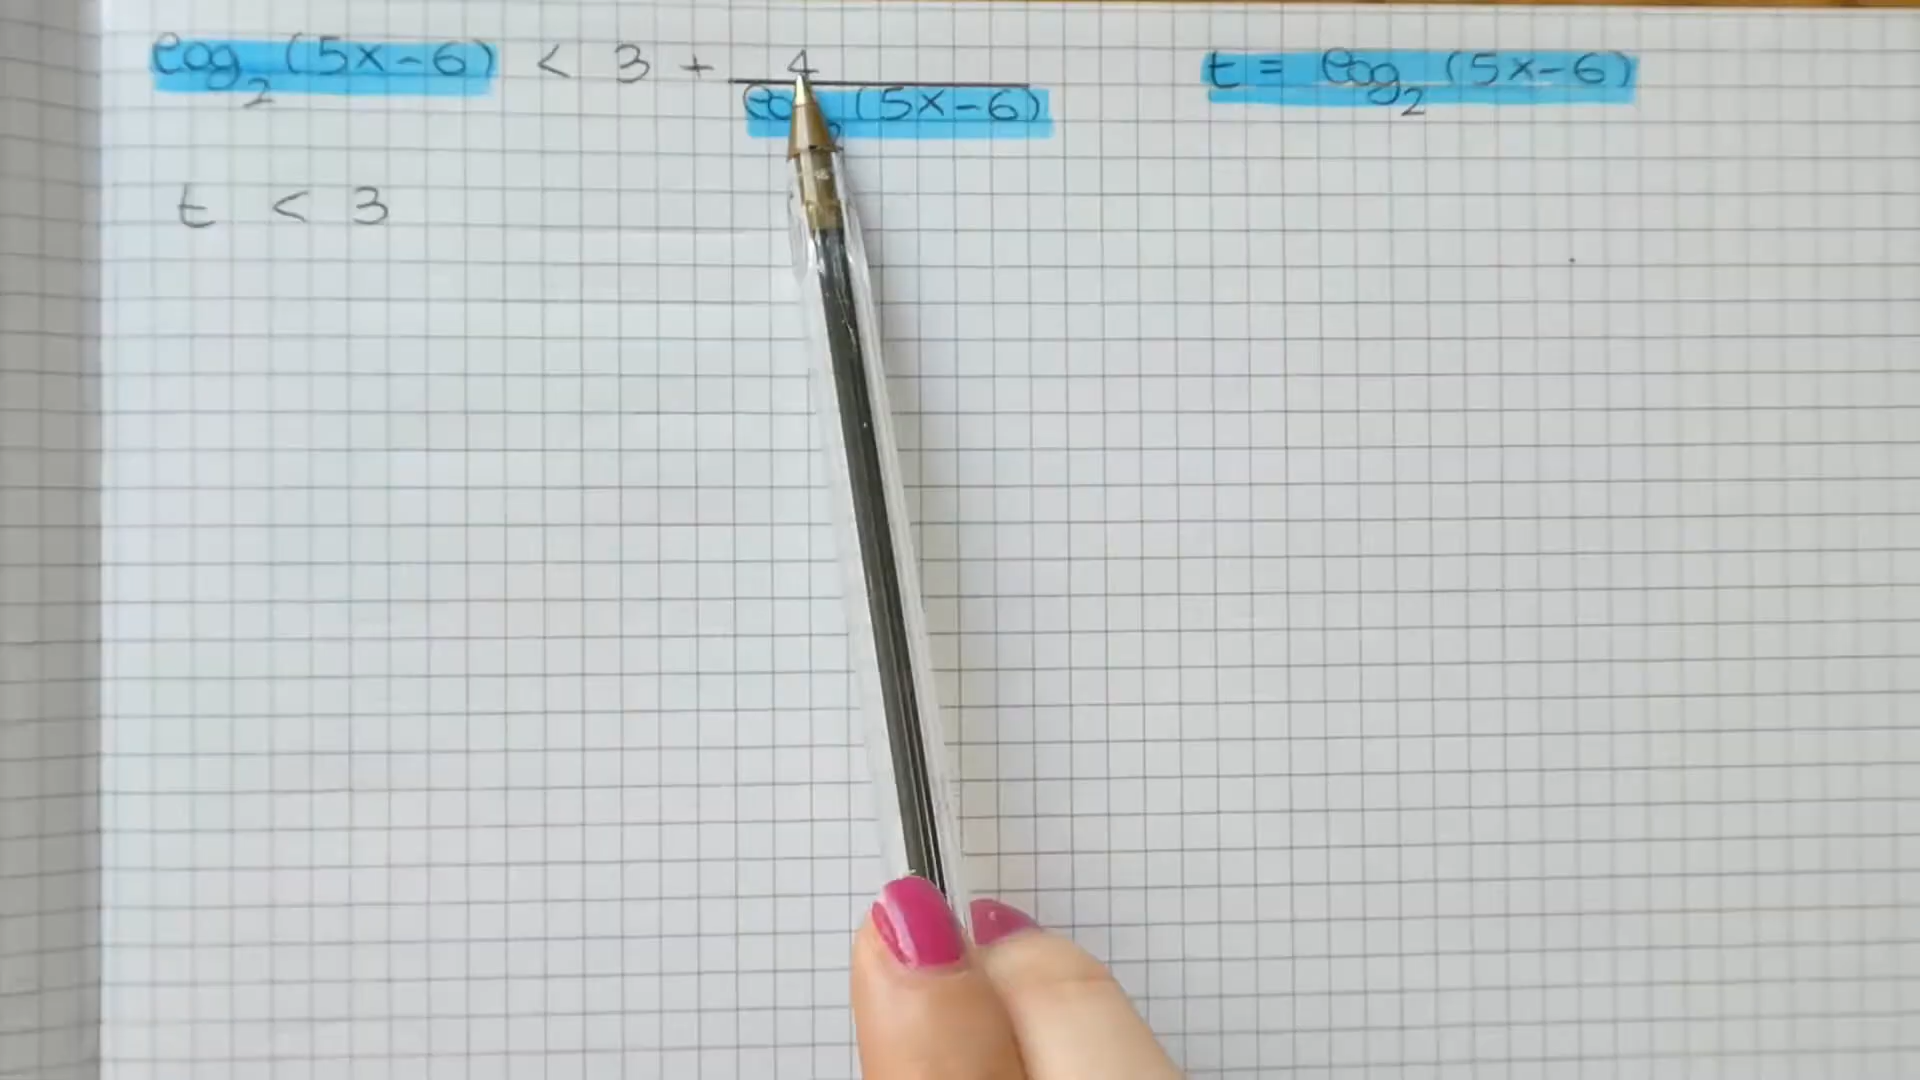 log₂(5x-6) < 3 + 4
log₂(5x-6)
t = log₂(5x-6)
t < 3